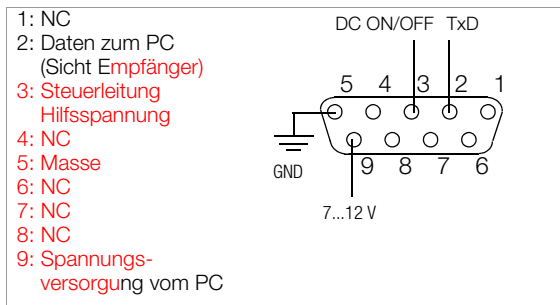 1: NC
2: Daten zum PC
(Sicht Empfänger)
3: Steuerleitung
Hilfsspannung
4: NC
5: Masse
6: NC
7: NC
8: NC
9: Spannungs-
versorgung vom PC
DC ON/OFF TxD
5 4 3 2 1
9 8 7 6
GND
7...12 V